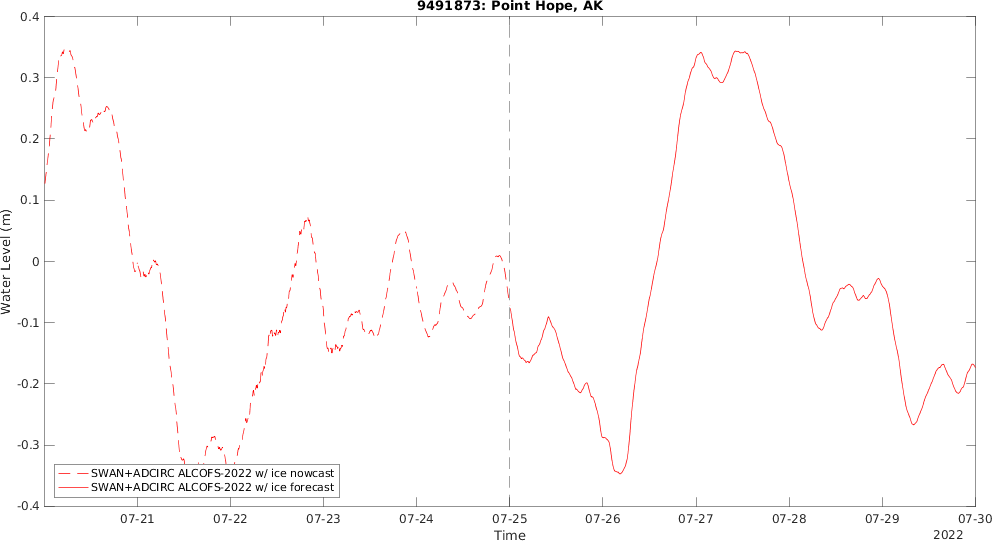 9491873: Point Hope, AK
0.4
0.3
0.2
0.1
0
-0.1
-0.2
-0.3
-0.4
Water Level (m)
SWAN+ADCIRC ALCOFS-2022 w/ ice nowcast
SWAN+ADCIRC ALCOFS-2022 w/ ice forecast
07-21 07-22 07-23 07-24 07-25 07-26 07-27 07-28 07-29 07-30
Time
2022